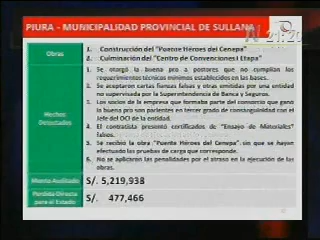 PIURA - MUNICIPALIDAD PROVINCIAL DE SULLANA
Obras
1. Construcción del "Puente Héroes del Cenepa"
2. Culminación del "Centro de Convenciones I Etapa"
Hechos
Detectados
1. Se otorgó la buena pro a postores que no cumplían los
requerimientos técnicos mínimos establecidos en las bases.
2. Se aceptaron cartas fianzas falsas y otras emitidas por una entidad
no supervisada por la Superintendencia de Banca y Seguros.
3. Los socios de la empresa que formaba parte del consorcio que ganó
la buena pro son parientes en tercer grado de consanguinidad con el
Jefe del OCI de la entidad.
4. El contratista presentó certificados de "Ensayo de Materiales"
falsos.
5. Se recibió la obra "Puente Héroes del Cenepa" sin que se hayan
efectuado las pruebas de carga que corresponde.
6. No se aplicaron las penalidades por el atraso en la ejecución de las
obras.
Monto Auditado
S/. 5,219,938
Perdida Directa
para el Estado
S/. 477,466